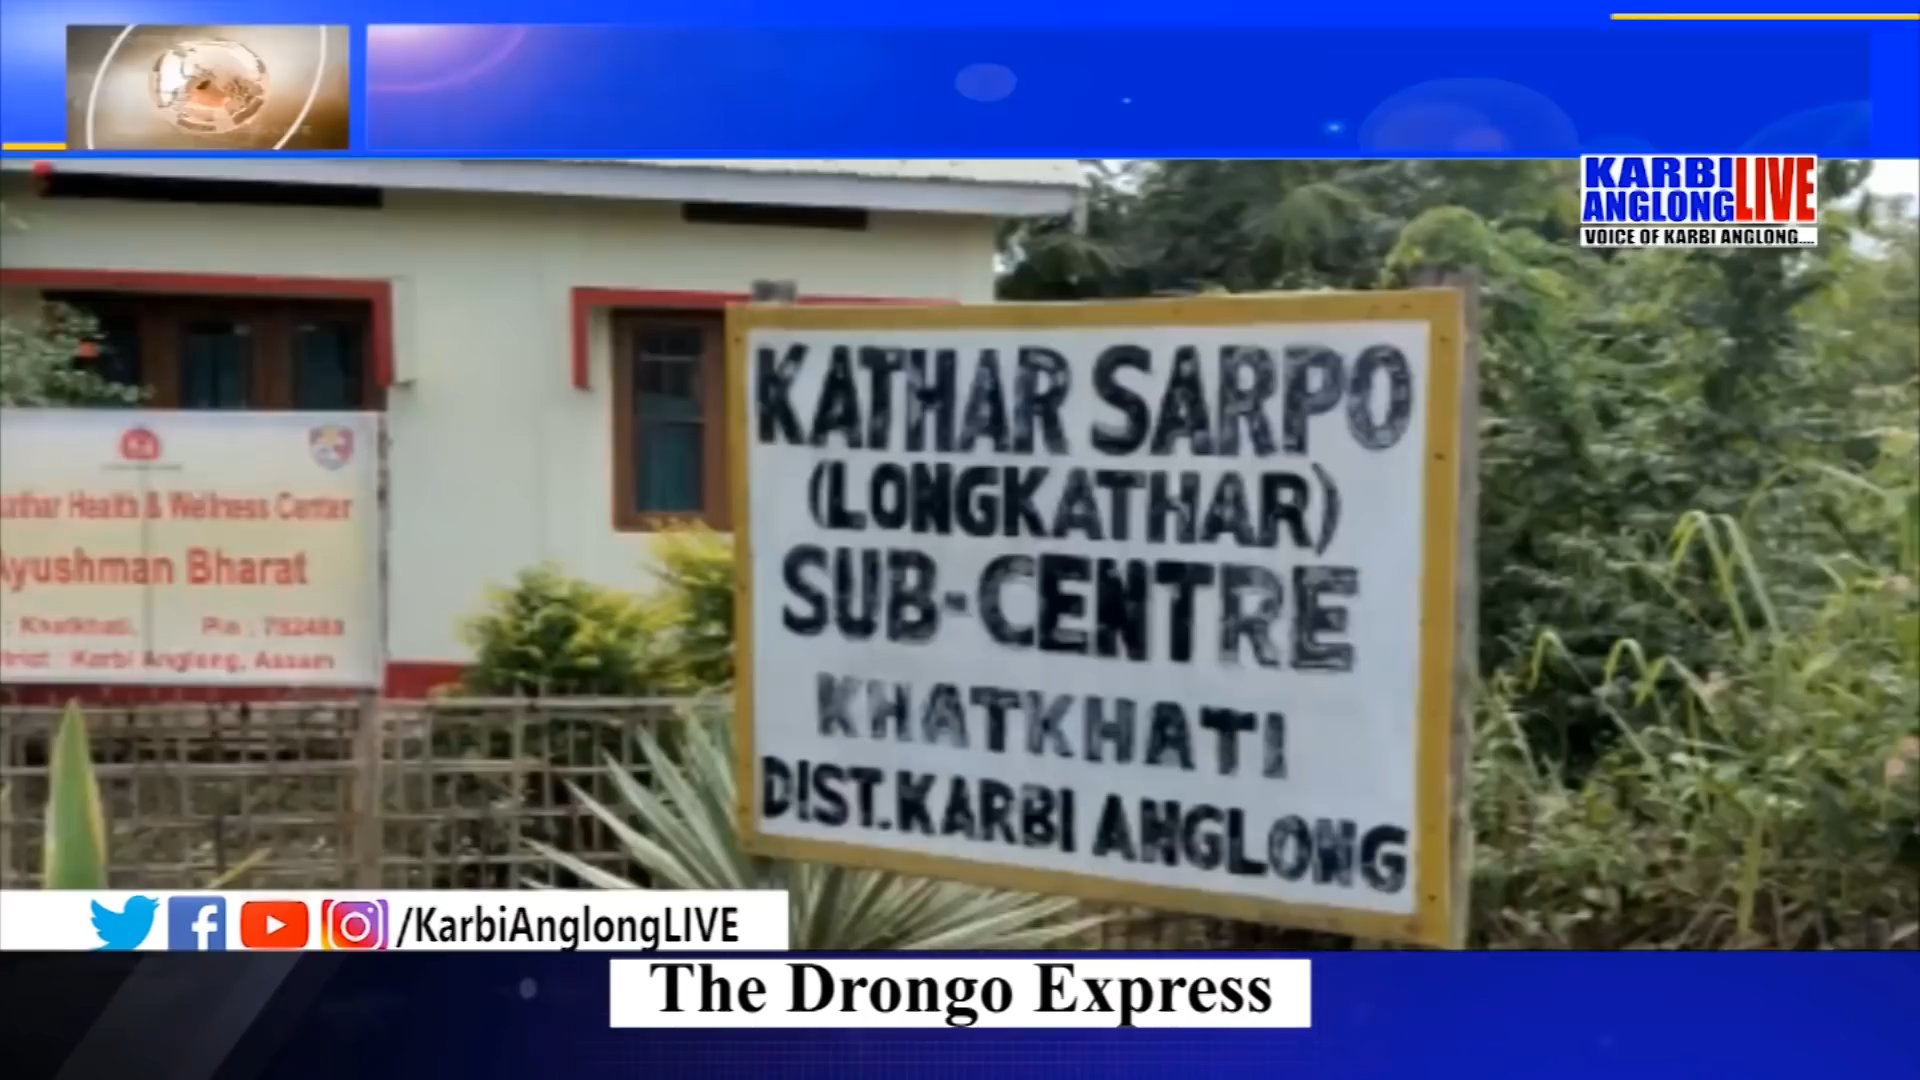 KARBI
ANGLONG LIVE
VOICE OF KARBI ANGLONG....
KATHAR SARPO
(LONGKATHAR)
SUB-CENTRE
KHATKHATI
DIST.KARBI ANGLONG
Health & Wellness Center
Ayushman Bharat
: Khatkhati, Pin :
Karbi Anglong, Assam
/KarbiAnglongLIVE
The Drongo Express